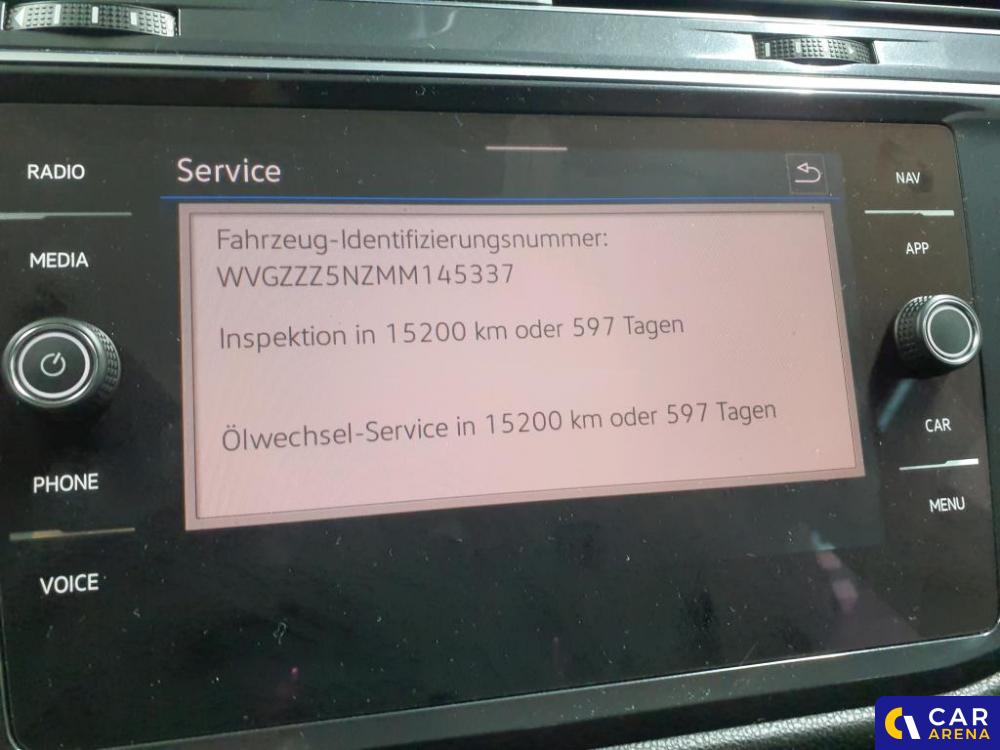 RADIO
MEDIA
PHONE
VOICE
Service
Fahrzeug-Identifizierungsnummer:
WVGZZZ5NZMM145337
Inspektion in 15200 km oder 597 Tagen
Ölwechsel-Service in 15200 km oder 597 Tagen
NAV
APP
CAR
MENU
CAR
ARENA